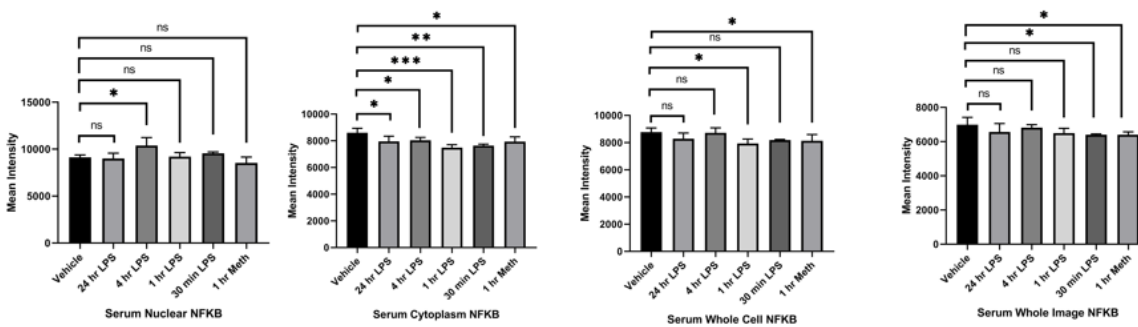 ns
ns
ns
*
ns
Mean Intensity
15000
10000
5000
0
Vehicle
24 hr LPS
4 hr LPS
1 hr LPS
30 min LPS
1 hr Meth
Serum Nuclear NFKB
*
**
***
*
*
Mean Intensity
10000
8000
6000
4000
2000
0
Vehicle
24 hr LPS
4 hr LPS
1 hr LPS
30 min LPS
1 hr Meth
Serum Cytoplasm NFKB
*
ns
*
ns
ns
Mean Intensity
10000
8000
6000
4000
2000
0
Vehicle
24 hr LPS
4 hr LPS
1 hr LPS
30 min LPS
1 hr Meth
Serum Whole Cell NFKB
*
*
ns
ns
ns
Mean Intensity
8000
6000
4000
2000
0
Vehicle
24 hr LPS
4 hr LPS
1 hr LPS
30 min LPS
1 hr Meth
Serum Whole Image NFKB